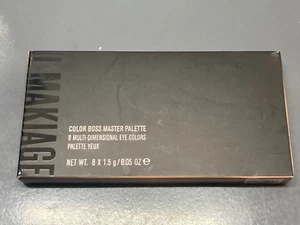 IL MAKIAGE
COLOR BOSS MASTER PALETTE
8 MULTI-DIMENSIONAL EYE COLORS
PALETTE YEUX
NET WT. 8 X 1.5 g / 0.05 OZ ℮